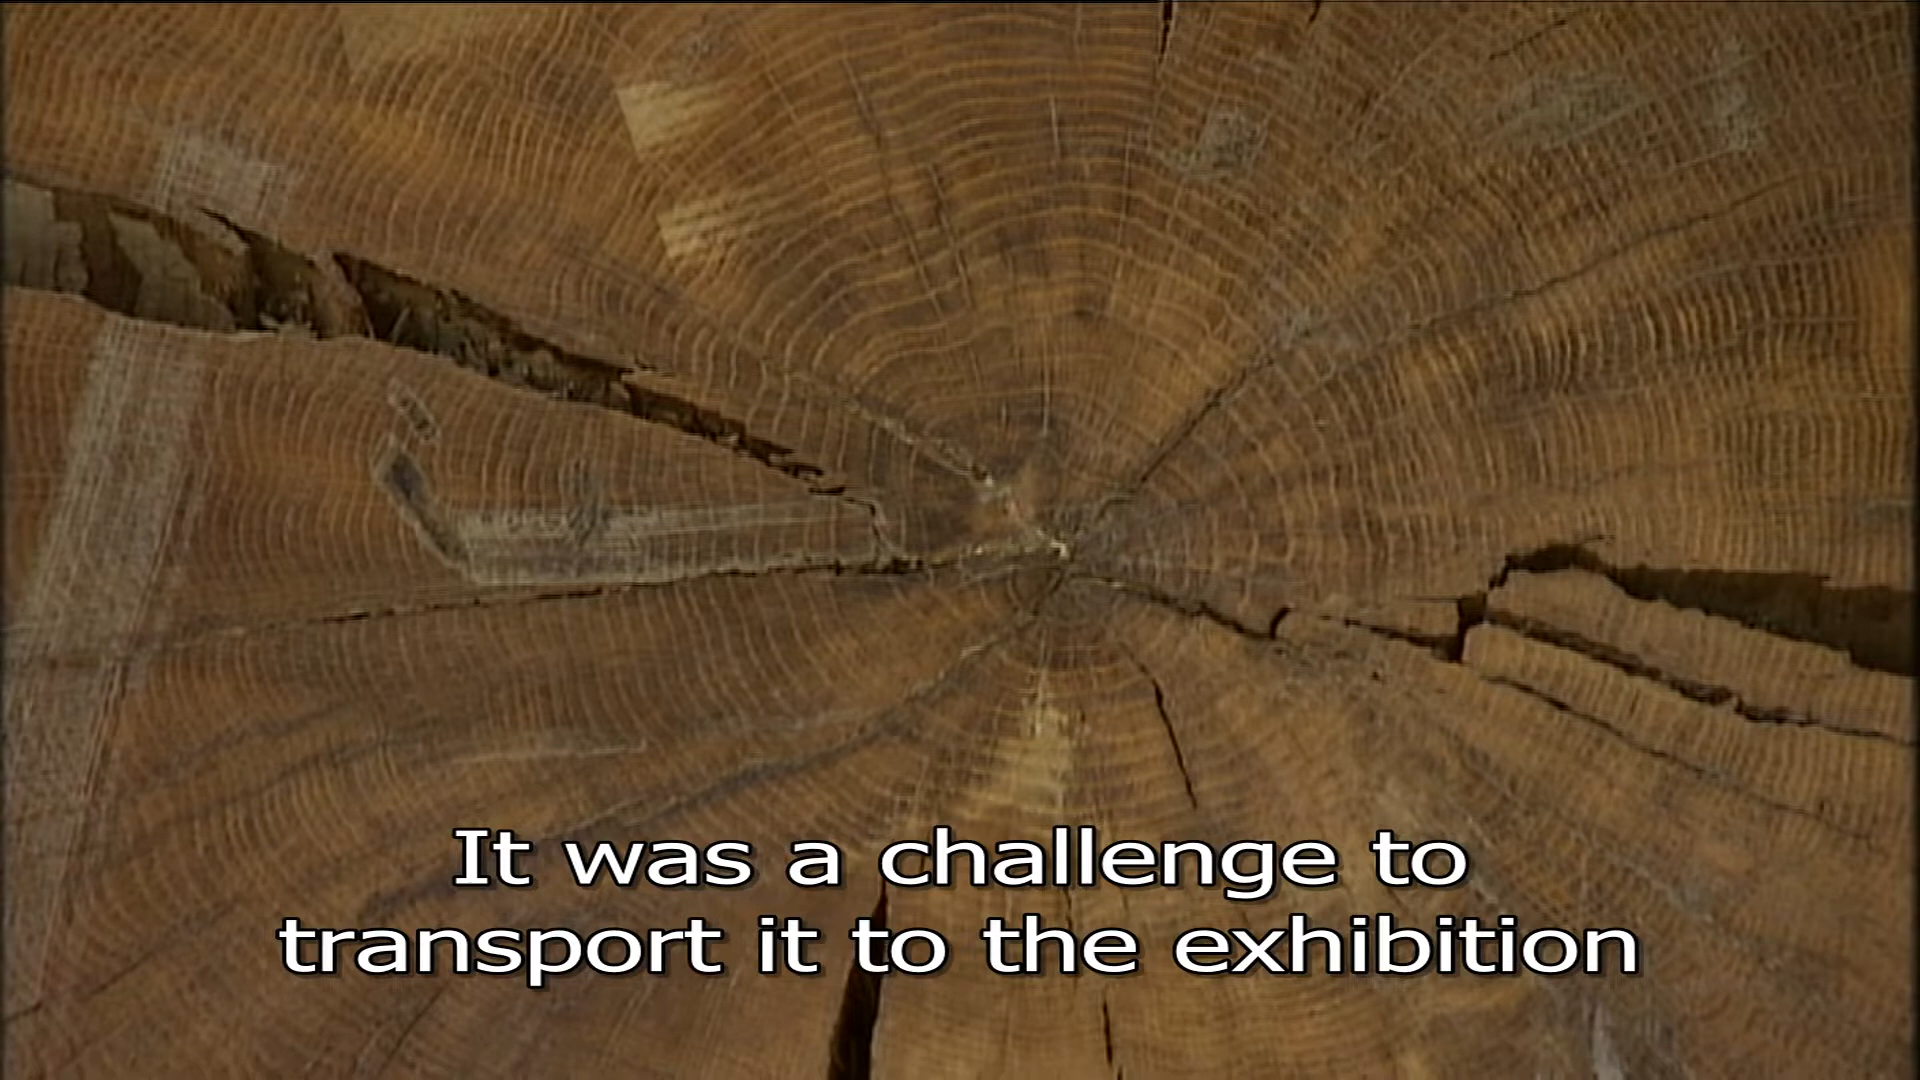 It was a challenge to
transport it to the exhibition